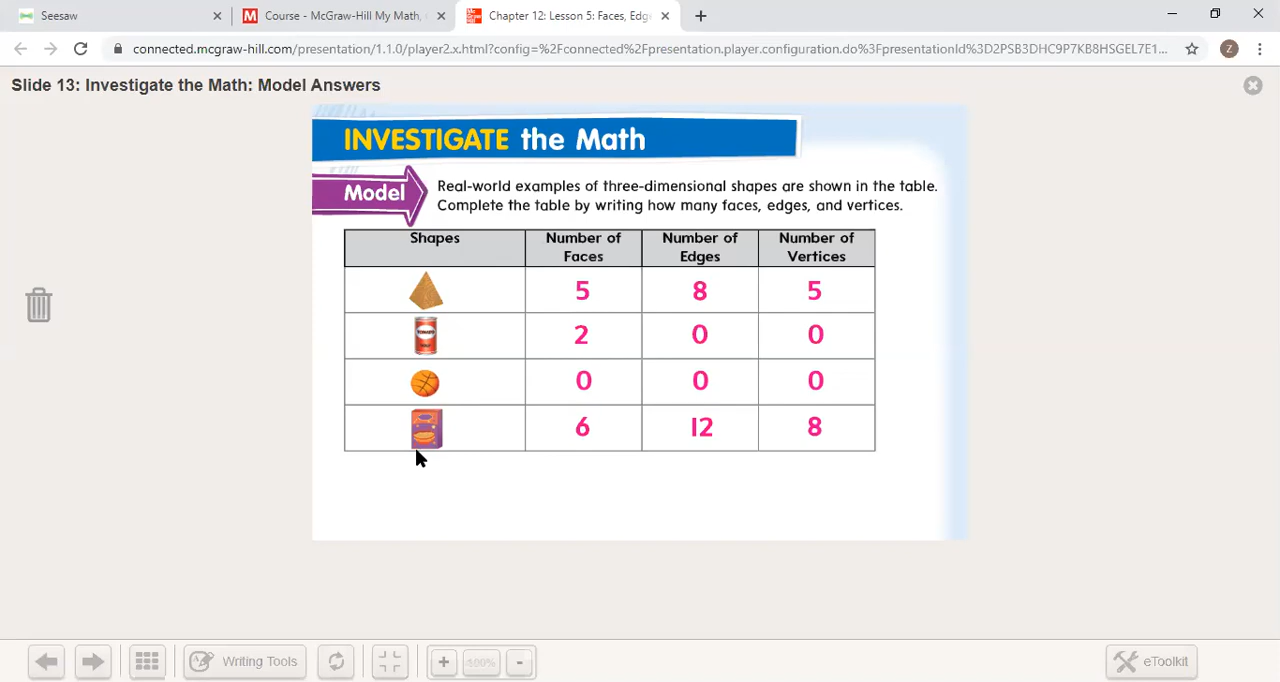 Seesaw
Course - McGraw-Hill My Math,
Chapter 12: Lesson 5: Faces, Edg
connected.mcgraw-hill.com/presentation/1.1.0/player2.x.html?config=%2Fconnected%2Fpresentation.player.configuration.do%3FpresentationId%3D2PSB3DHC9P7KB8HSGEL7E1...
Z
Slide 13: Investigate the Math: Model Answers
INVESTIGATE the Math
Model
Real-world examples of three-dimensional shapes are shown in the table.
Complete the table by writing how many faces, edges, and vertices.
Shapes Number of Faces Number of Edges Number of Vertices
5 8 5
2 0 0
0 0 0
6 12 8
Writing Tools
+ 100% -
eToolkit